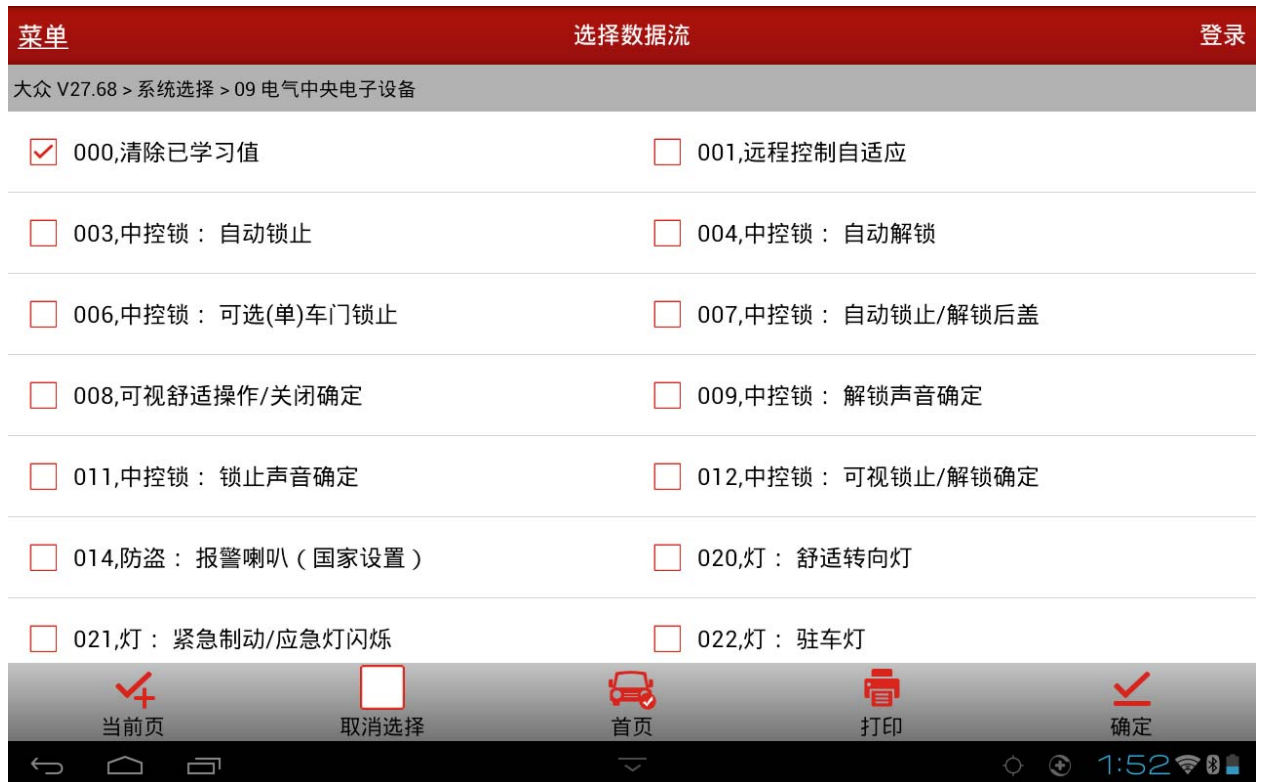 菜单 选择数据流 登录
大众 V27.68 > 系统选择 > 09 电气中央电子设备
000,清除已学习值 001,远程控制自适应
003,中控锁： 自动锁止 004,中控锁： 自动解锁
006,中控锁： 可选(单)车门锁止 007,中控锁： 自动锁止/解锁后盖
008,可视舒适操作/关闭确定 009,中控锁： 解锁声音确定
011,中控锁： 锁止声音确定 012,中控锁： 可视锁止/解锁确定
014,防盗： 报警喇叭（国家设置） 020,灯： 舒适转向灯
021,灯： 紧急制动/应急灯闪烁 022,灯： 驻车灯
当前页 取消选择 首页 打印 确定
1:52